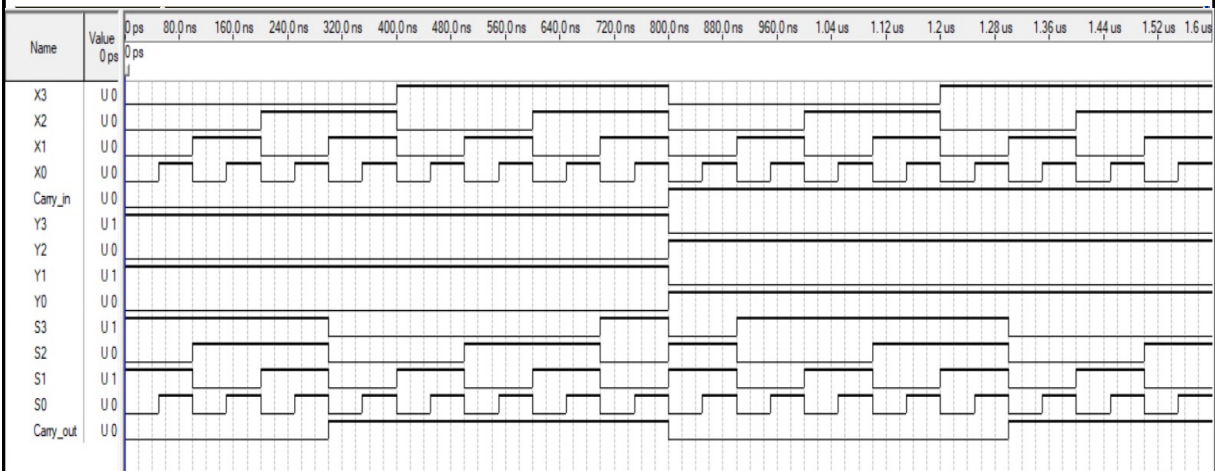 Name Value 0 ps 0 ps 80.0 ns 160.0 ns 240.0 ns 320.0 ns 400.0 ns 480.0 ns 560.0 ns 640.0 ns 720.0 ns 800.0 ns 880.0 ns 960.0 ns 1.04 us 1.12 us 1.2 us 1.28 us 1.36 us 1.44 us 1.52 us 1.6 us
0 ps
X3 U 0
X2 U 0
X1 U 0
X0 U 0
Carry_in U 0
Y3 U 1
Y2 U 0
Y1 U 1
Y0 U 0
S3 U 1
S2 U 0
S1 U 1
S0 U 0
Carry_out U 0